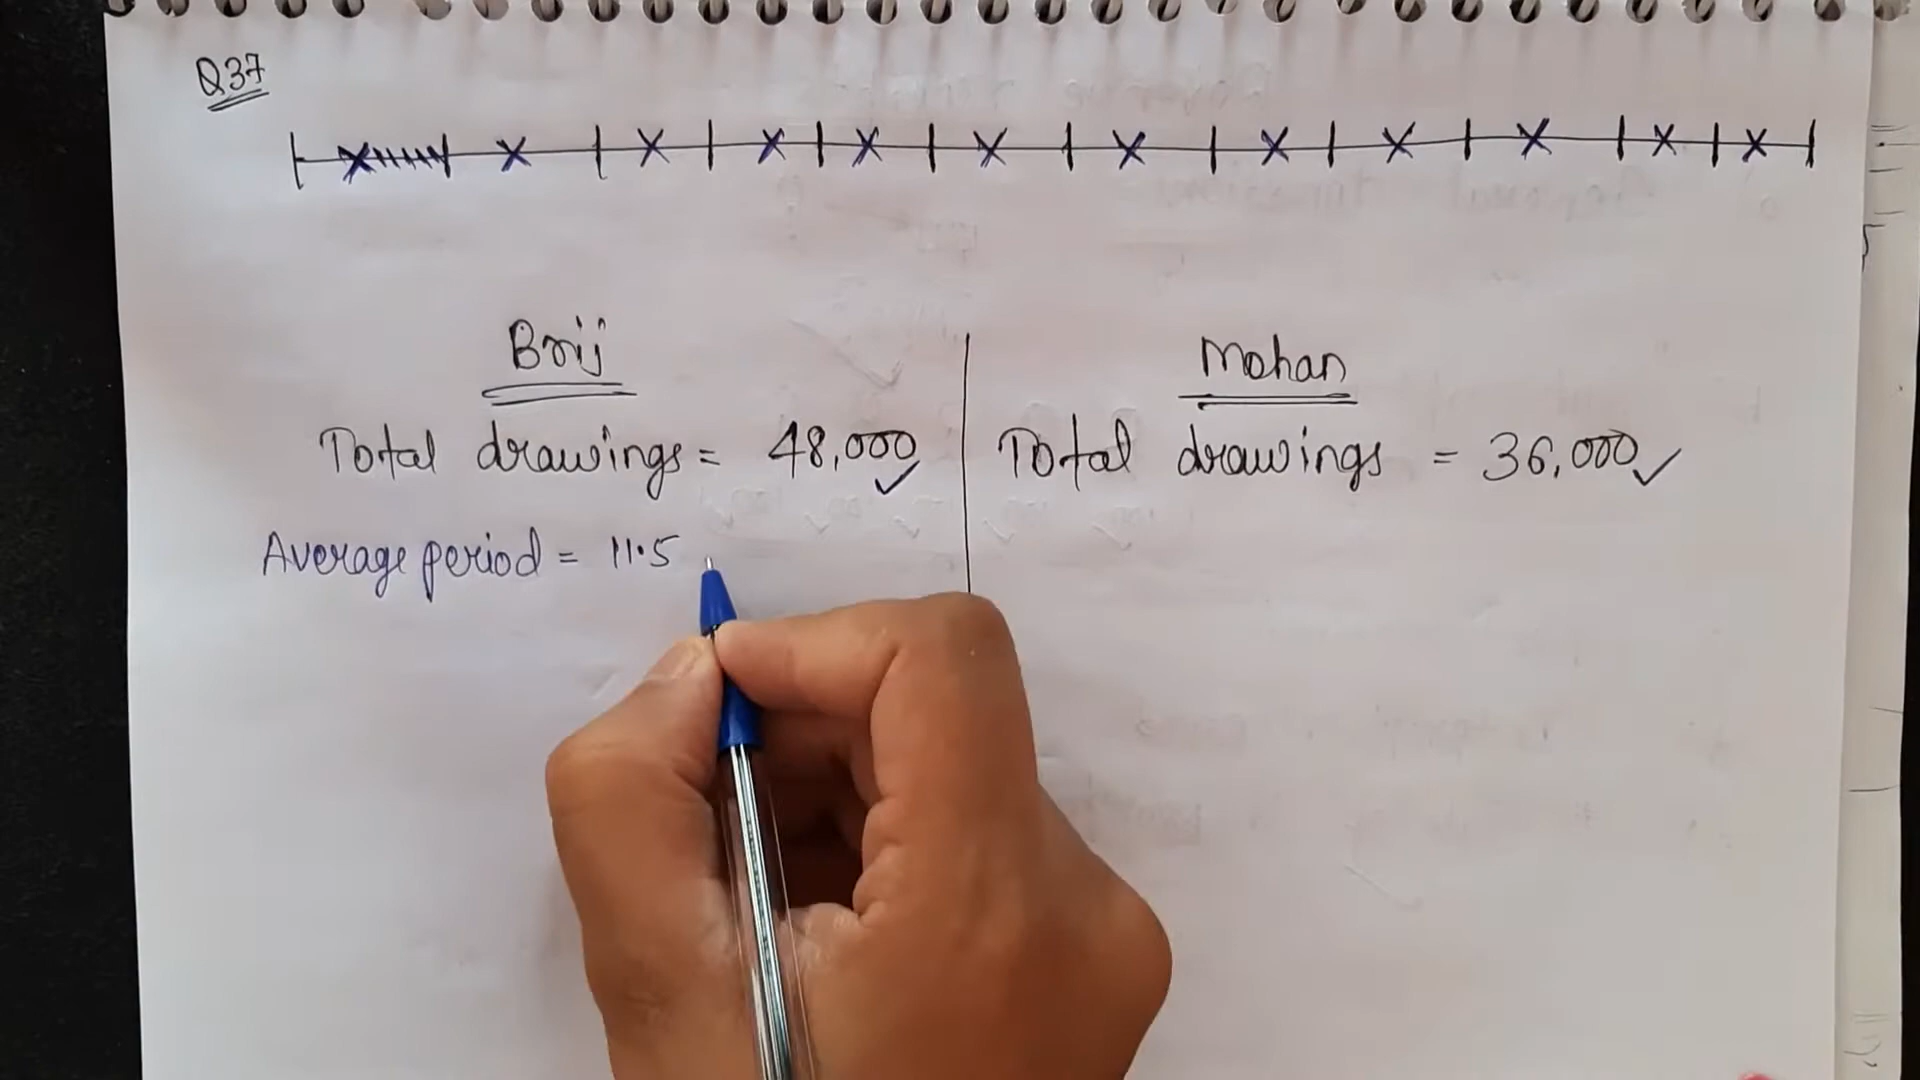 Q37
Brij
Total drawings = 48,000
Average period = 11.5
Mohan
Total drawings = 36,000